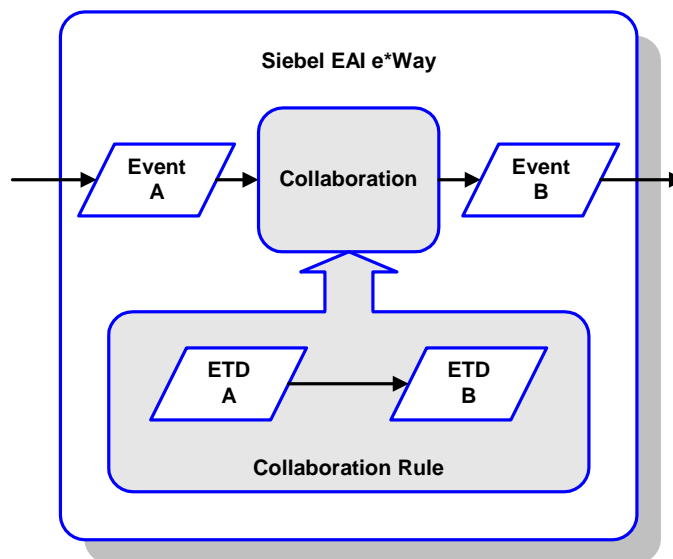 Siebel EAI e*Way
Event
A
Collaboration
Event
B
ETD
A
ETD
B
Collaboration Rule